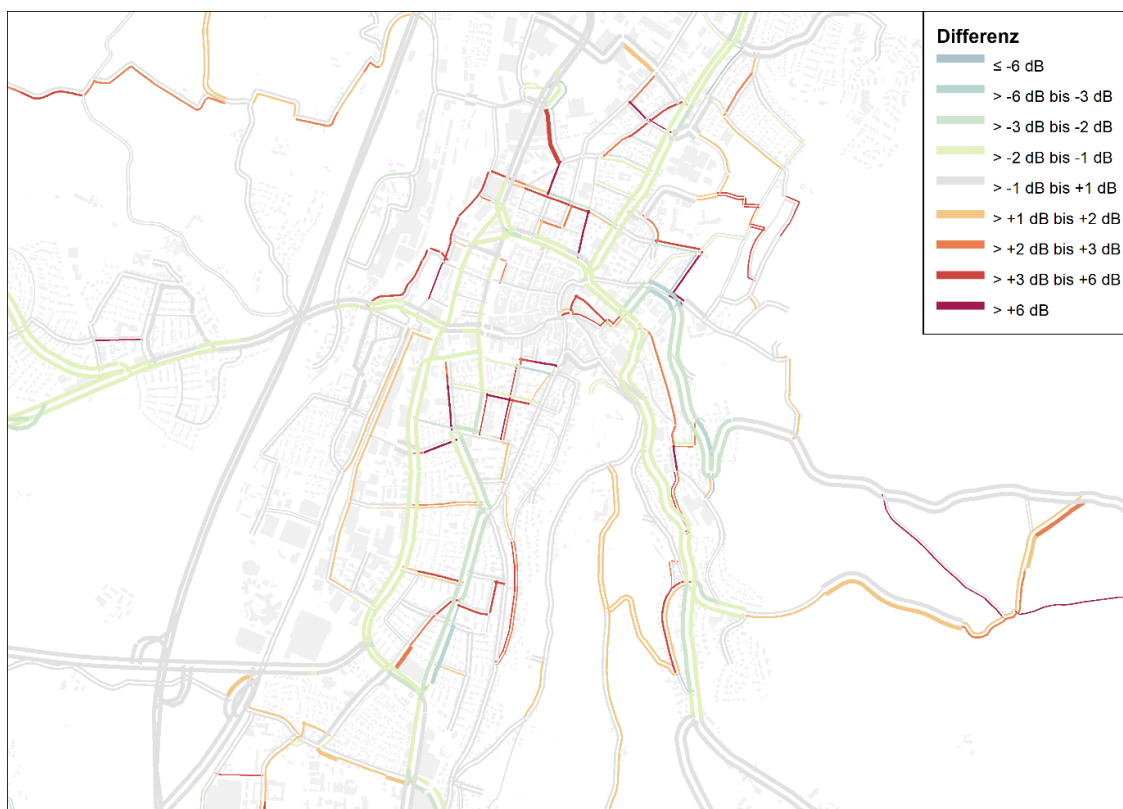 Differenz
≤ -6 dB
> -6 dB bis -3 dB
> -3 dB bis -2 dB
> -2 dB bis -1 dB
> -1 dB bis +1 dB
> +1 dB bis +2 dB
> +2 dB bis +3 dB
> +3 dB bis +6 dB
> +6 dB